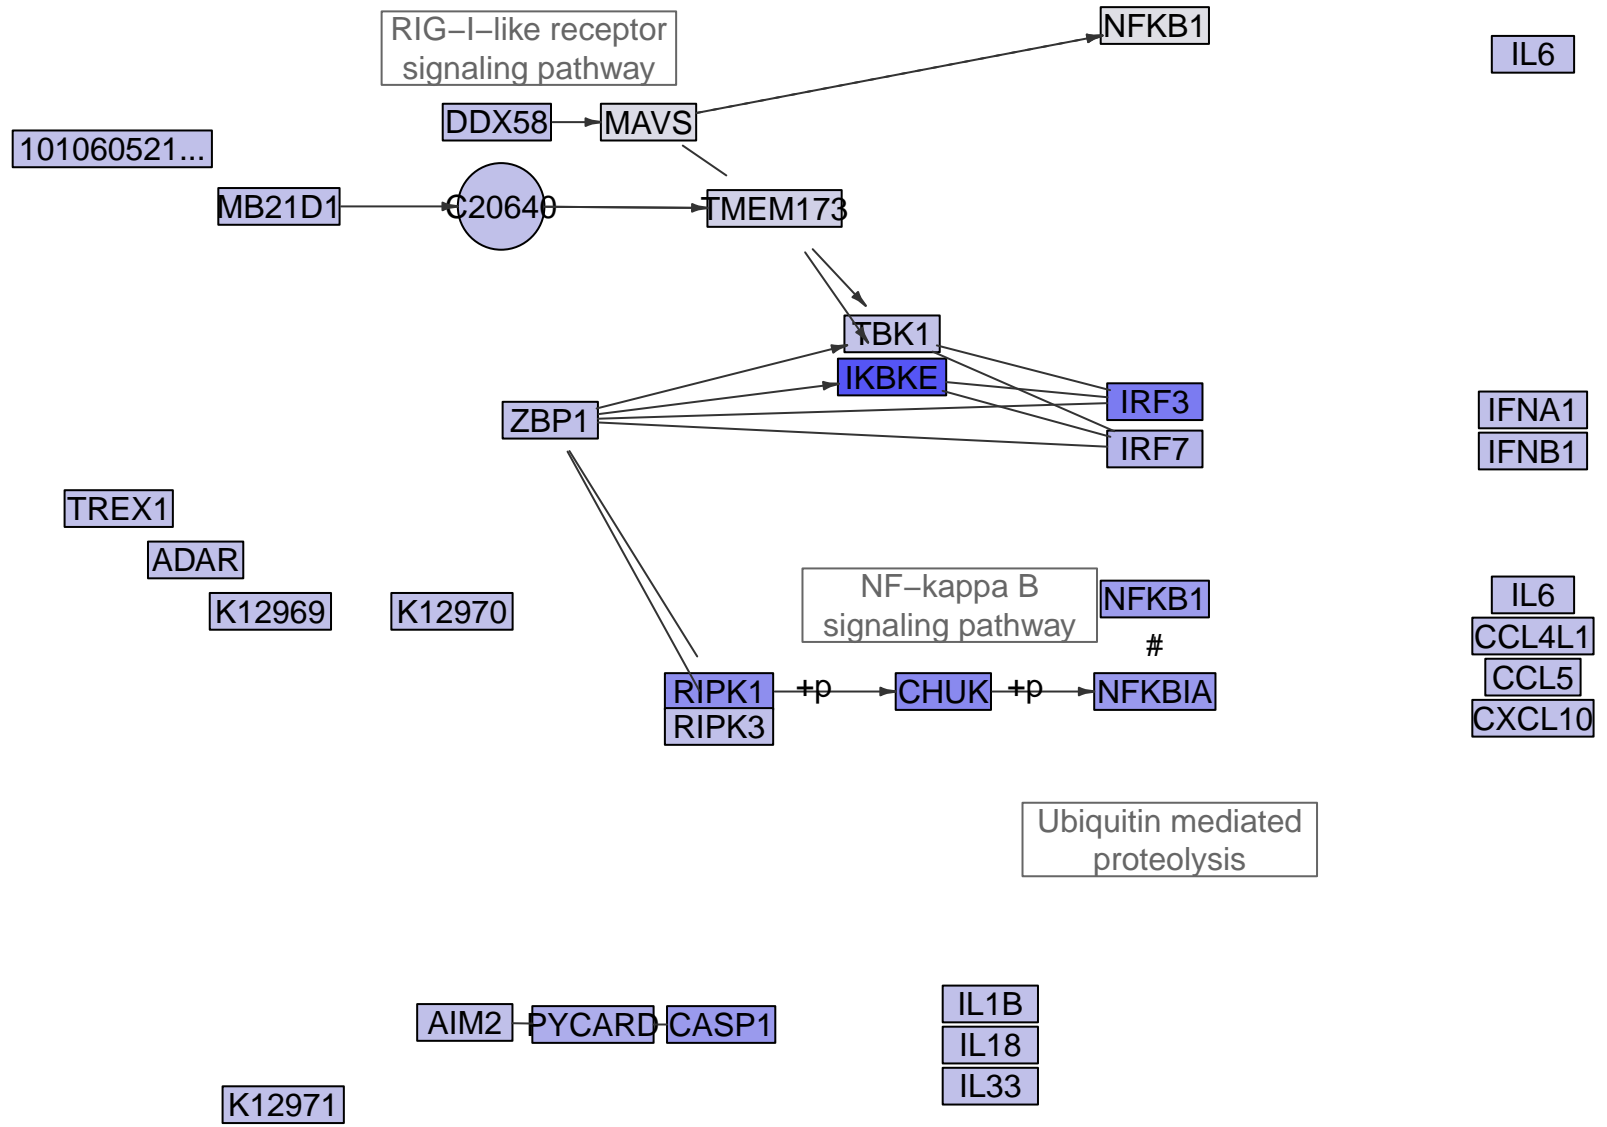 RIG−I−like receptor
signaling pathway
NFKB1
IL6
DDX58
MAVS
101060521...
MB21D1
C20640
TMEM173
TBK1
IKBKE
ZBP1
IRF3
IRF7
IFNA1
IFNB1
TREX1
ADAR
K12969
K12970
NF−kappa B
signaling pathway
NFKB1
#
IL6
CCL4L1
CCL5
CXCL10
RIPK1
+p
CHUK
+p
NFKBIA
RIPK3
Ubiquitin mediated
proteolysis
AIM2
PYCARD
CASP1
IL1B
IL18
IL33
K12971